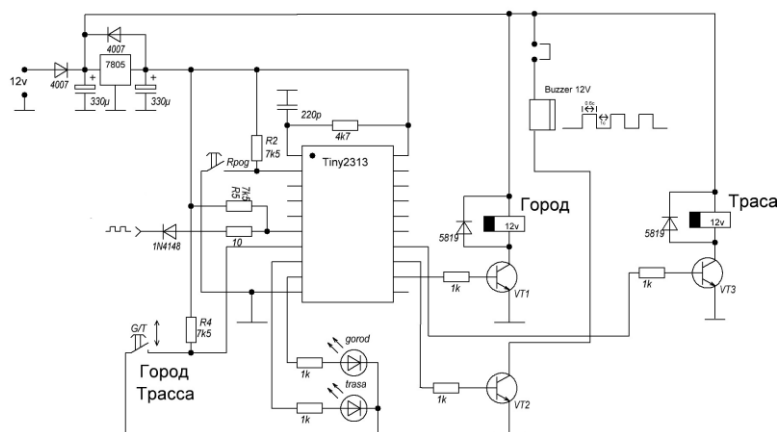 4007
7805
12v
4007
+
330µ
+
330µ
220p
4k7
R2
7k5
Rpog
Tiny2313
R5
7k5
10
1N4148
R4
7k5
G/T
Город
Трасса
gorod
1k
trasa
1k
Buzzer 12V
Город
12v
5819
1k
VT1
1k
VT2
Траса
12v
5819
1k
VT3